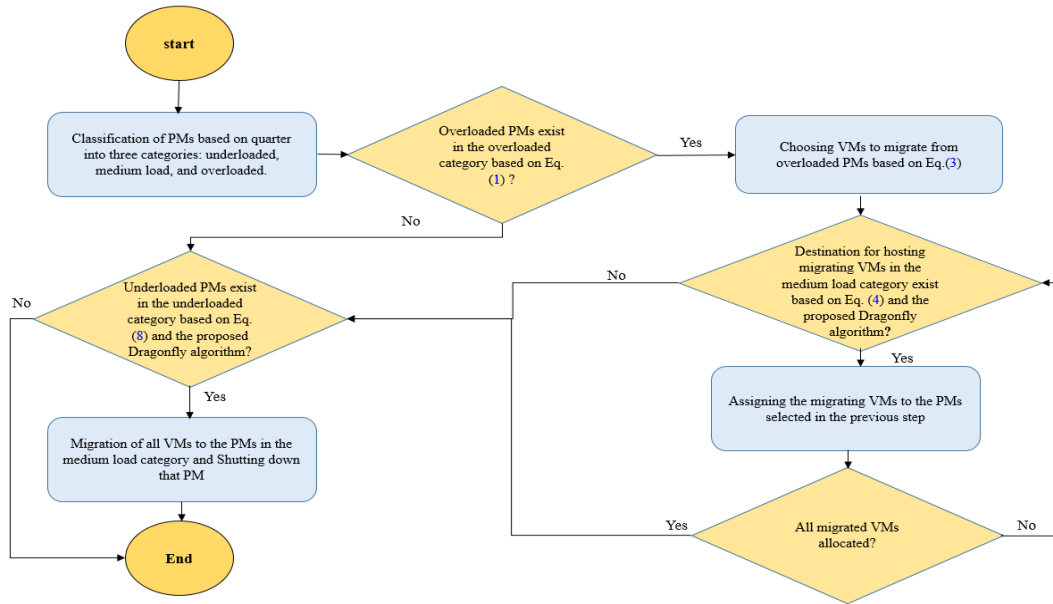 start
Classification of PMs based on quarter
into three categories: underloaded,
medium load, and overloaded.
Overloaded PMs exist
in the overloaded
category based on Eq.
(1) ?
Yes
Choosing VMs to migrate from
overloaded PMs based on Eq.(3)
No
Destination for hosting
migrating VMs in the
medium load category exist
based on Eq. (4) and the
proposed Dragonfly
algorithm?
No
Yes
Underloaded PMs exist
in the underloaded
category based on Eq.
(8) and the proposed
Dragonfly algorithm?
No
Yes
Assigning the migrating VMs to the PMs
selected in the previous step
Migration of all VMs to the PMs in the
medium load category and Shutting down
that PM
All migrated VMs
allocated?
Yes
No
End